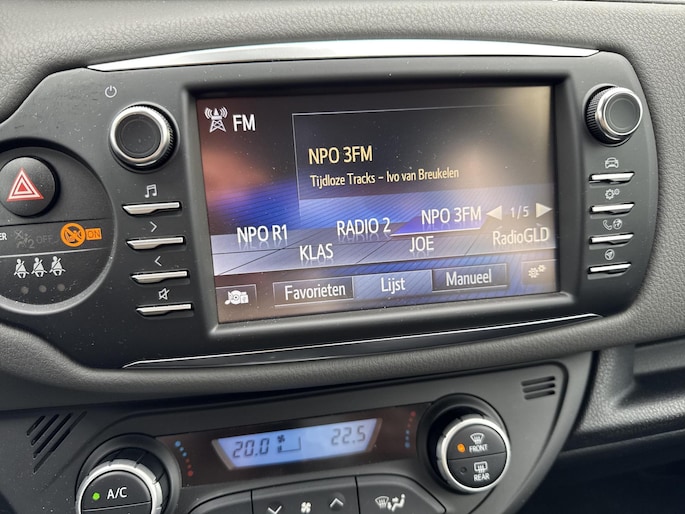 FM
NPO 3FM
Tijdloze Tracks - Ivo van Breukelen
NPO R1 RADIO 2 NPO 3FM 1/5
KLAS JOE RadioGLD
Favorieten Lijst Manueel
OFF ON
20.0 22.5
FRONT
REAR
A/C